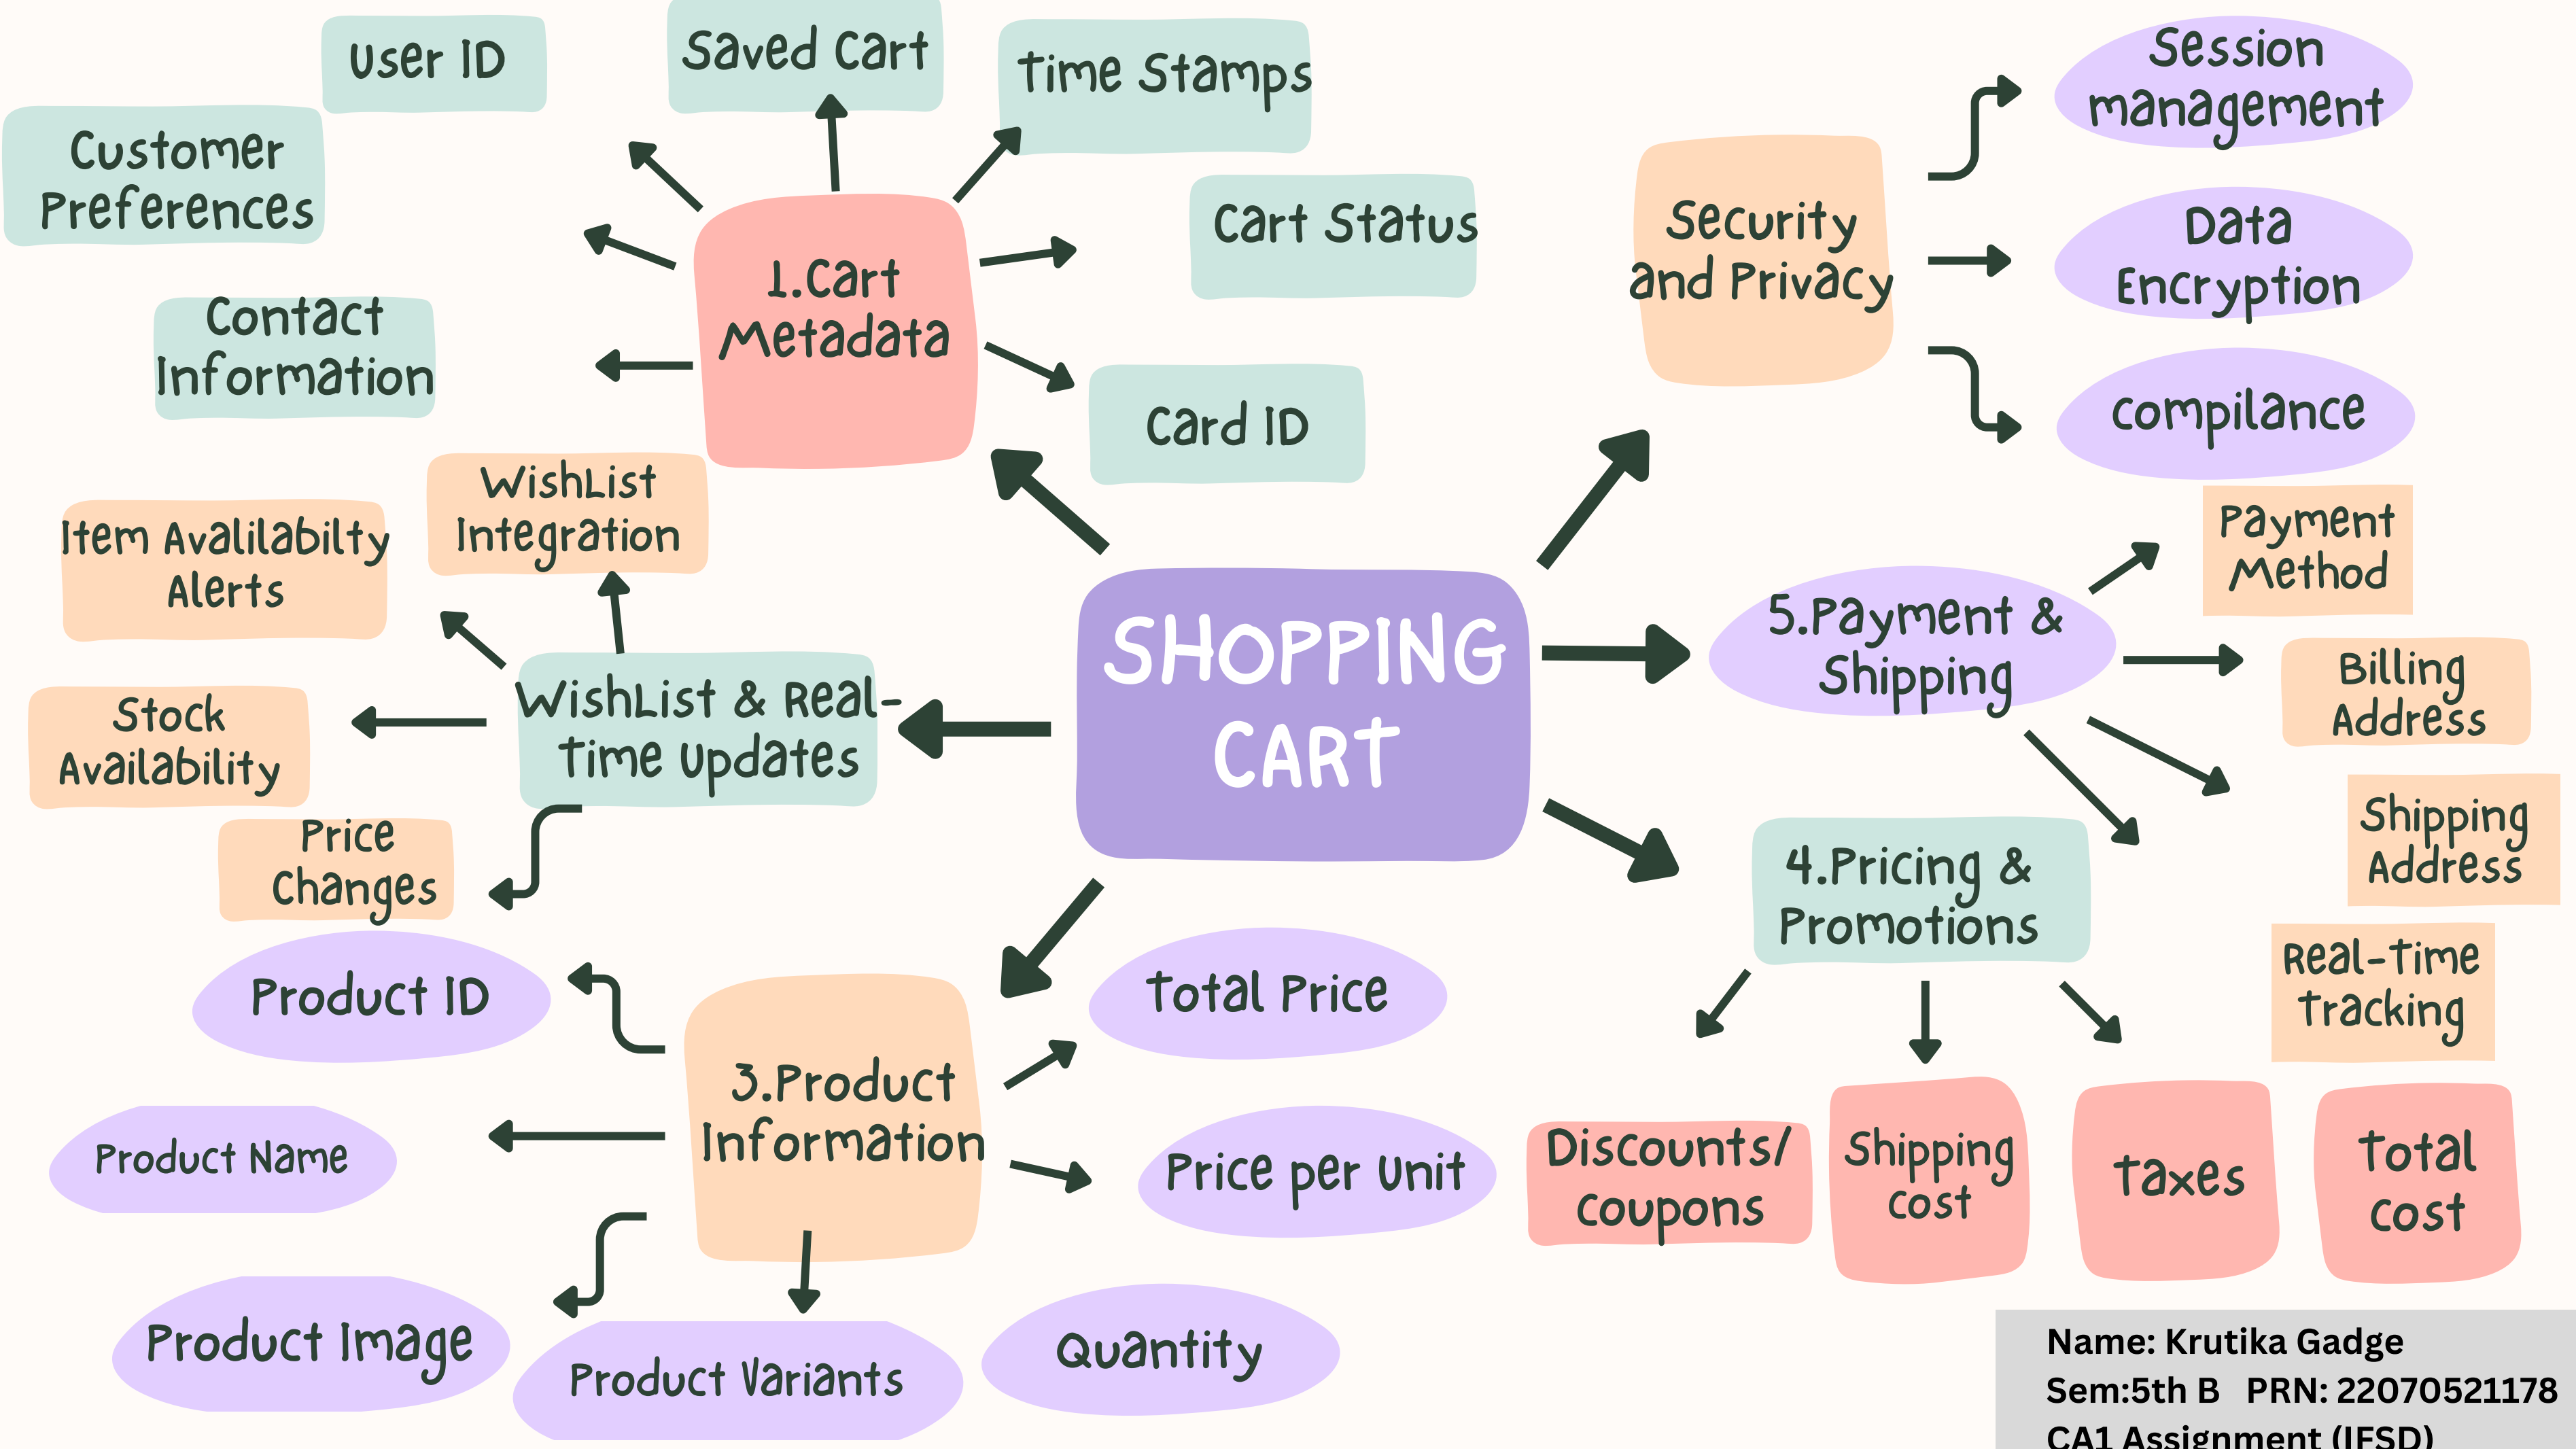 User ID
Saved Cart
Time Stamps
Customer
Preferences
Cart Status
Contact
Information
1.Cart
Metadata
Card ID
Security
and Privacy
Session
management
Data
Encryption
compilance
WishList
Integration
Item Avalilabilty
Alerts
WishList & Real-
Time Updates
Stock
Availability
Price
Changes
SHOPPING
CART
5.Payment &
Shipping
Payment
Method
Billing
Address
Shipping
Address
Real-Time
Tracking
4.Pricing &
Promotions
Discounts/
coupons
Shipping
cost
Taxes
Total
cost
3.Product
Information
Product ID
Product Name
Product Image
Product Variants
Total Price
Price per Unit
Quantity
Name: Krutika Gadge
Sem:5th B PRN: 22070521178
CA1 Assignment (IFSD)